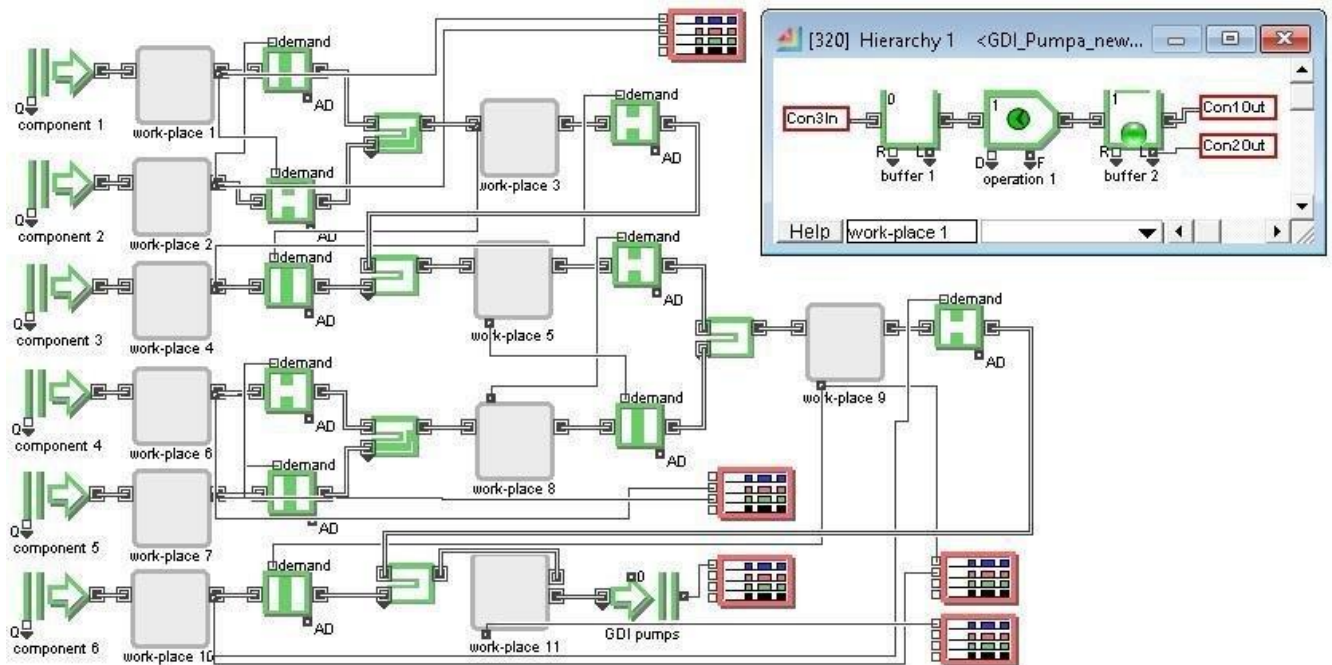 demand
Q
component 1
work-place 1
AD
demand
work-place 3
AD
demand
Q
component 2
work-place 2
AD
demand
demand
Q
component 3
work-place 4
AD
work-place 5
demand
AD
demand
work-place 9
AD
demand
Q
component 4
work-place 6
AD
work-place 8
demand
AD
demand
Q
component 5
work-place 7
AD
demand
Q
component 6
work-place 10
AD
work-place 11
0
GDI pumps
[320] Hierarchy 1 <GDI_Pumpa_new...
Con3In
0
R L
buffer 1
1
D F
operation 1
1
R L
buffer 2
Con1Out
Con2Out
Help
work-place 1